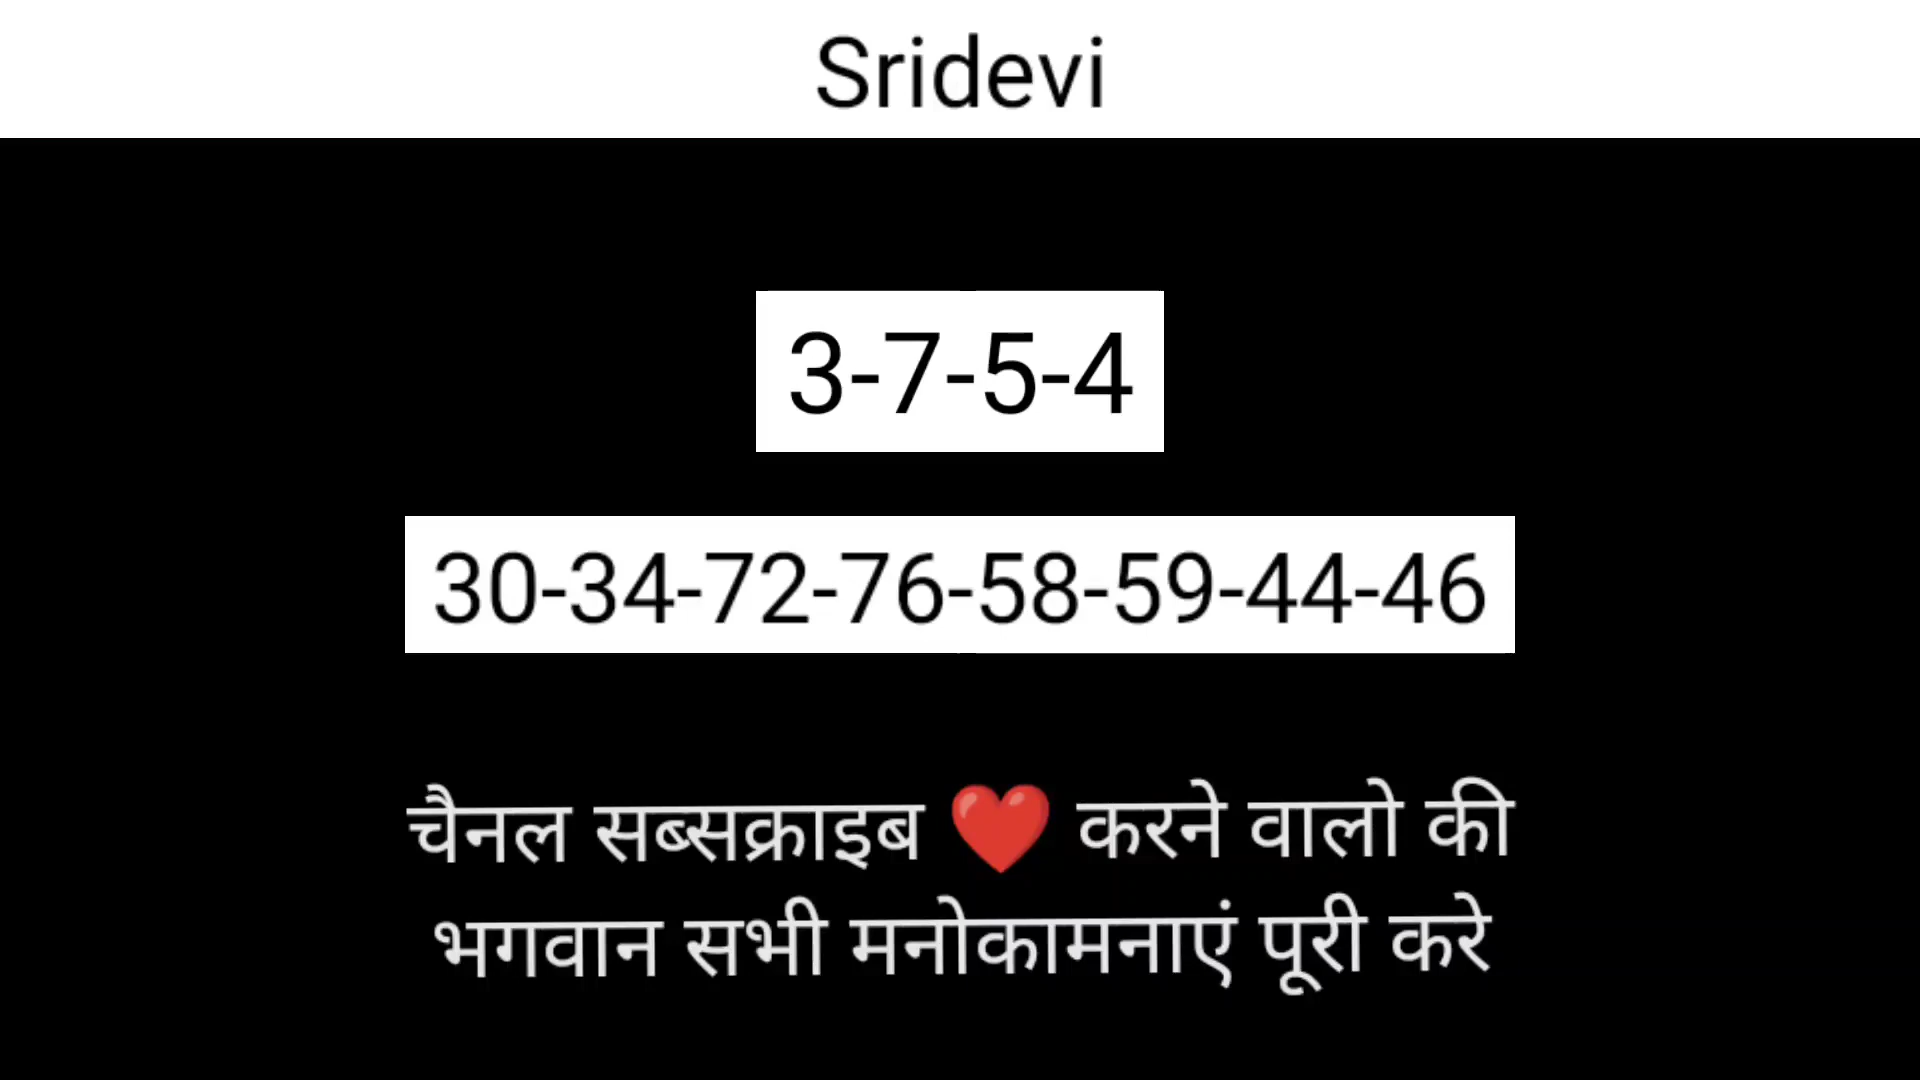 Sridevi
3-7-5-4
30-34-72-76-58-59-44-46
चैनल सब्सक्राइब ❤️ करने वालो की
भगवान सभी मनोकामनाएं पूरी करे